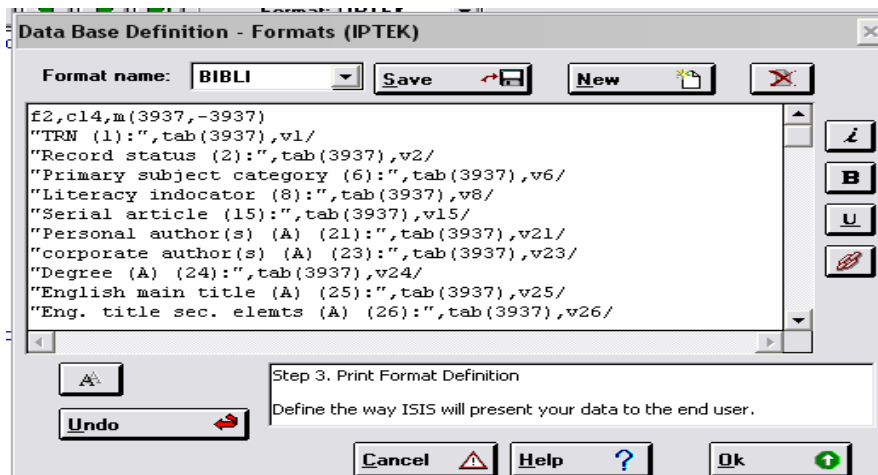 Format: IPTEK
Data Base Definition - Formats (IPTEK)
Format name: BIBLI Save New
f2,cl4,m(3937,-3937)
"TRN (1):",tab(3937),v1/
"Record status (2):",tab(3937),v2/
"Primary subject category (6):",tab(3937),v6/
"Literacy indocator (8):",tab(3937),v8/
"Serial article (15):",tab(3937),v15/
"Personal author(s) (A) (21):",tab(3937),v21/
"corporate author(s) (A) (23):",tab(3937),v23/
"Degree (A) (24):",tab(3937),v24/
"English main title (A) (25):",tab(3937),v25/
"Eng. title sec. elemts (A) (26):",tab(3937),v26/
i
B
U
A
Step 3. Print Format Definition
Define the way ISIS will present your data to the end user.
Undo
Cancel Help ? Ok